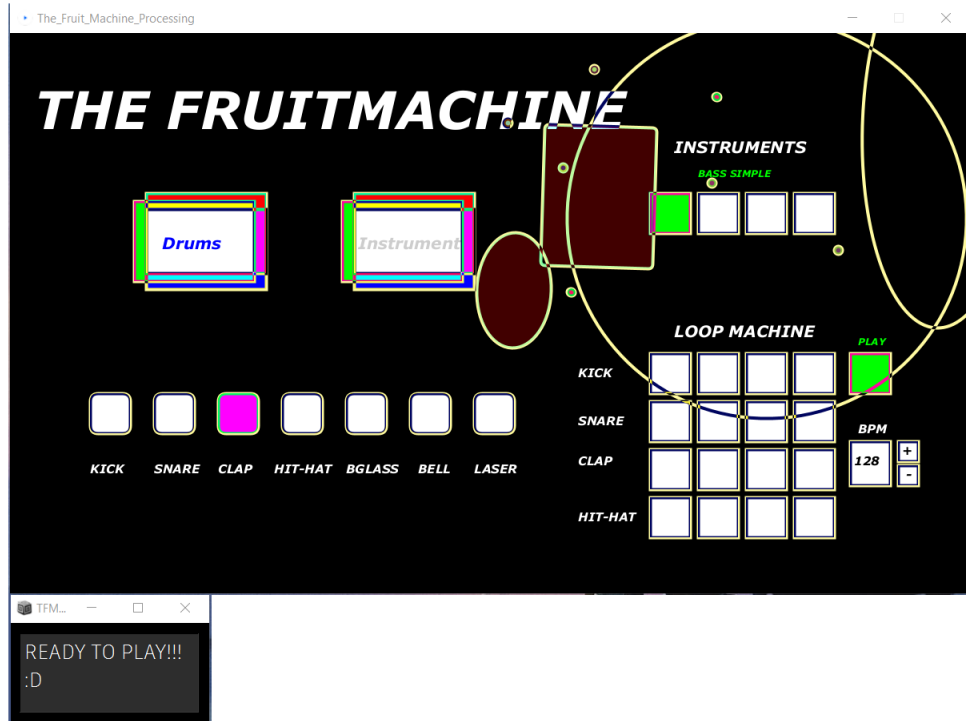 The_Fruit_Machine_Processing
THE FRUITMACHINE
INSTRUMENTS
BASS SIMPLE
Drums
Instrument
LOOP MACHINE
PLAY
KICK
SNARE
BPM
CLAP
128
+
-
HIT-HAT
KICK SNARE CLAP HIT-HAT BGLASS BELL LASER
TFM...
READY TO PLAY!!!
:D